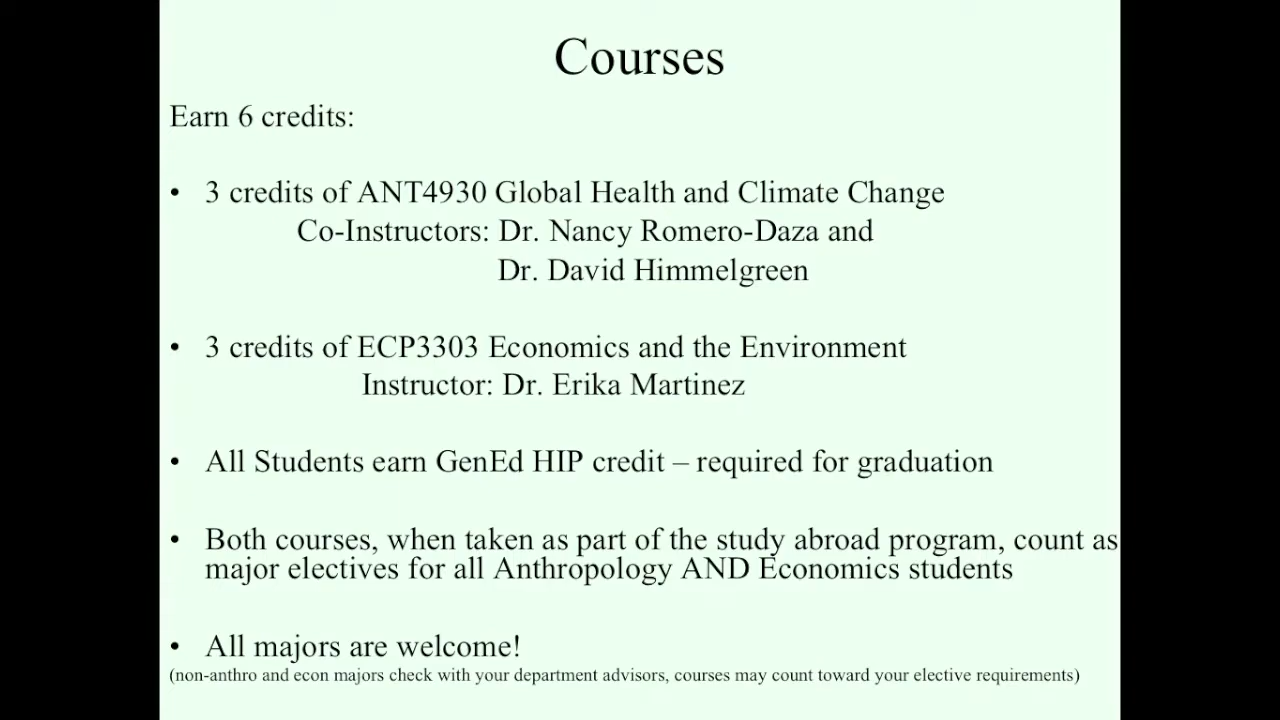 Courses
Earn 6 credits:
• 3 credits of ANT4930 Global Health and Climate Change
Co-Instructors: Dr. Nancy Romero-Daza and
Dr. David Himmelgreen
• 3 credits of ECP3303 Economics and the Environment
Instructor: Dr. Erika Martinez
• All Students earn GenEd HIP credit – required for graduation
• Both courses, when taken as part of the study abroad program, count as
major electives for all Anthropology AND Economics students
• All majors are welcome!
(non-anthro and econ majors check with your department advisors, courses may count toward your elective requirements)